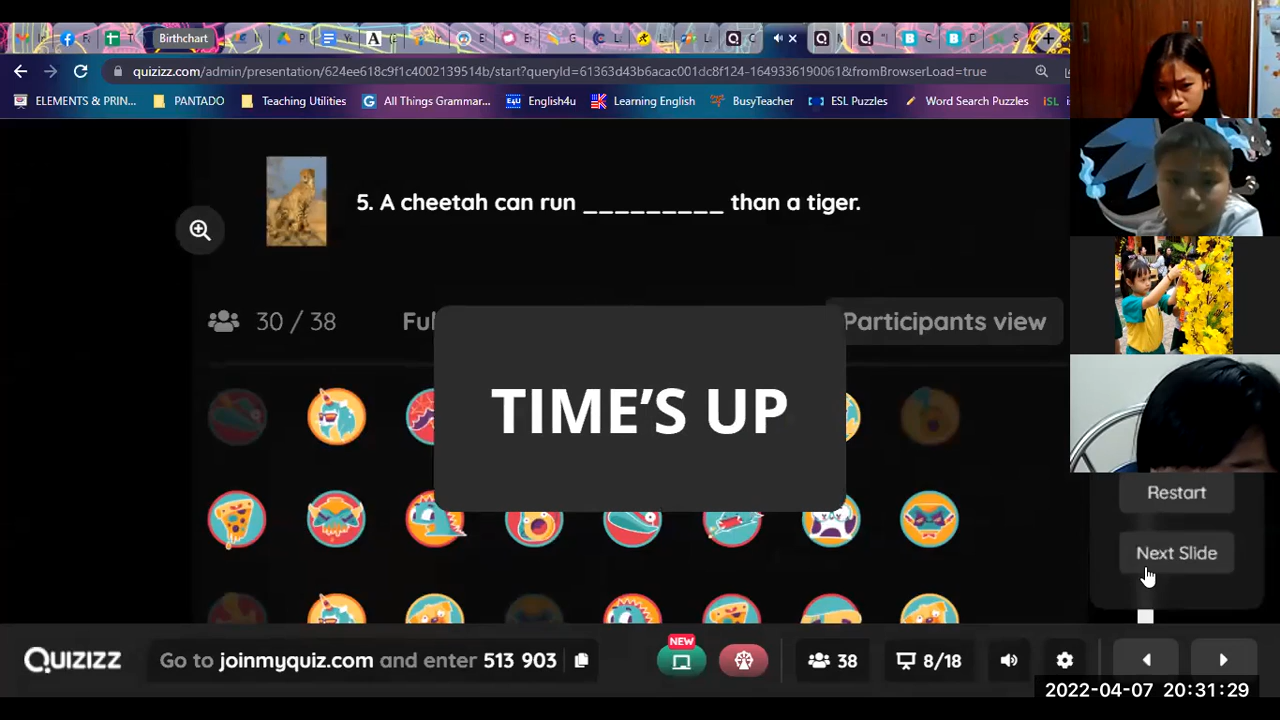 Birthchart
quizizz.com/admin/presentation/624ee618c9f1c4002139514b/start?queryId=61363d43b6acac001dc8f124-1649336190061&fromBrowserLoad=true
ELEMENTS & PRIN... PANTADO Teaching Utilities All Things Grammar... English4u Learning English BusyTeacher ESL Puzzles Word Search Puzzles iSL
5. A cheetah can run _________ than a tiger.
30 / 38 Ful Participants view
TIME'S UP
Restart
Next Slide
NEW
Quizizz Go to joinmyquiz.com and enter 513 903 38 8/18
2022-04-07 20:31:29